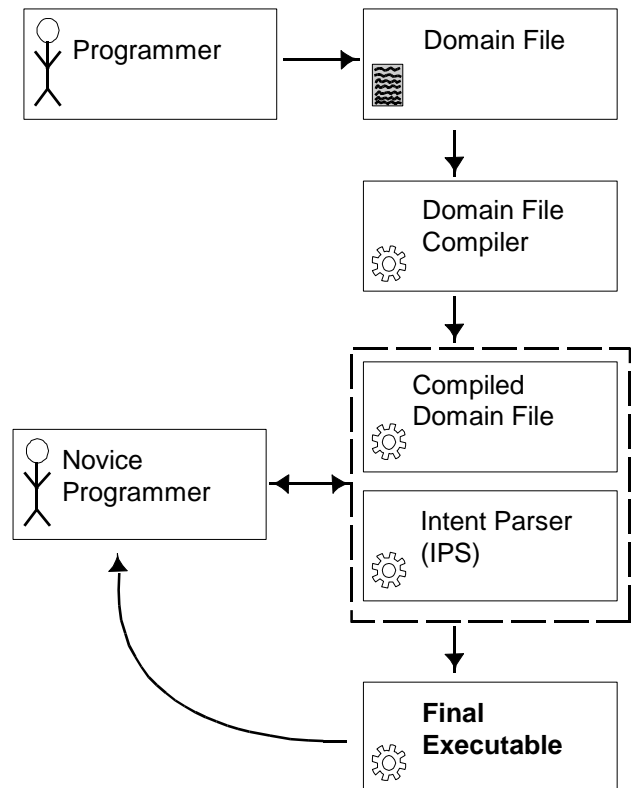 Programmer
Domain File
Domain File
Compiler
Compiled
Domain File
Novice
Programmer
Intent Parser
(IPS)
Final
Executable